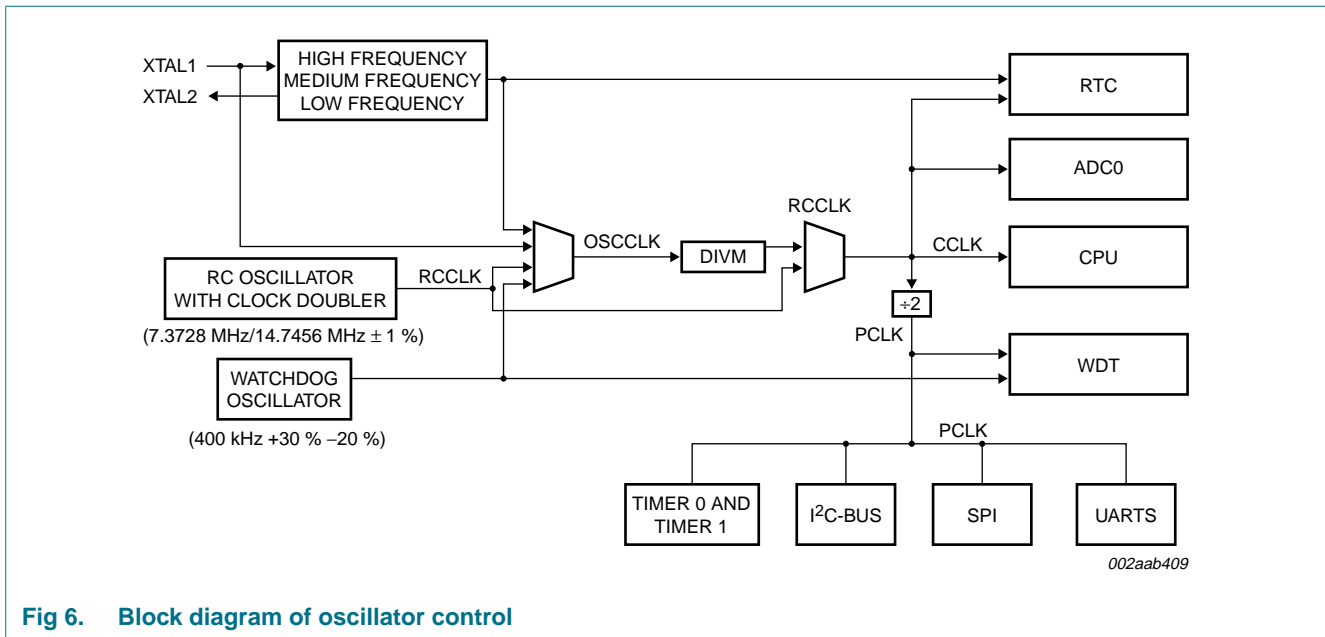 XTAL1
XTAL2
HIGH FREQUENCY
MEDIUM FREQUENCY
LOW FREQUENCY
RTC
ADC0
RCCLK
OSCCLK
DIVM
CCLK
CPU
RC OSCILLATOR
WITH CLOCK DOUBLER
RCCLK
(7.3728 MHz/14.7456 MHz ± 1 %)
÷2
PCLK
WDT
WATCHDOG
OSCILLATOR
(400 kHz +30 % −20 %)
PCLK
TIMER 0 AND
TIMER 1
I²C-BUS
SPI
UARTS
002aab409
Fig 6. Block diagram of oscillator control